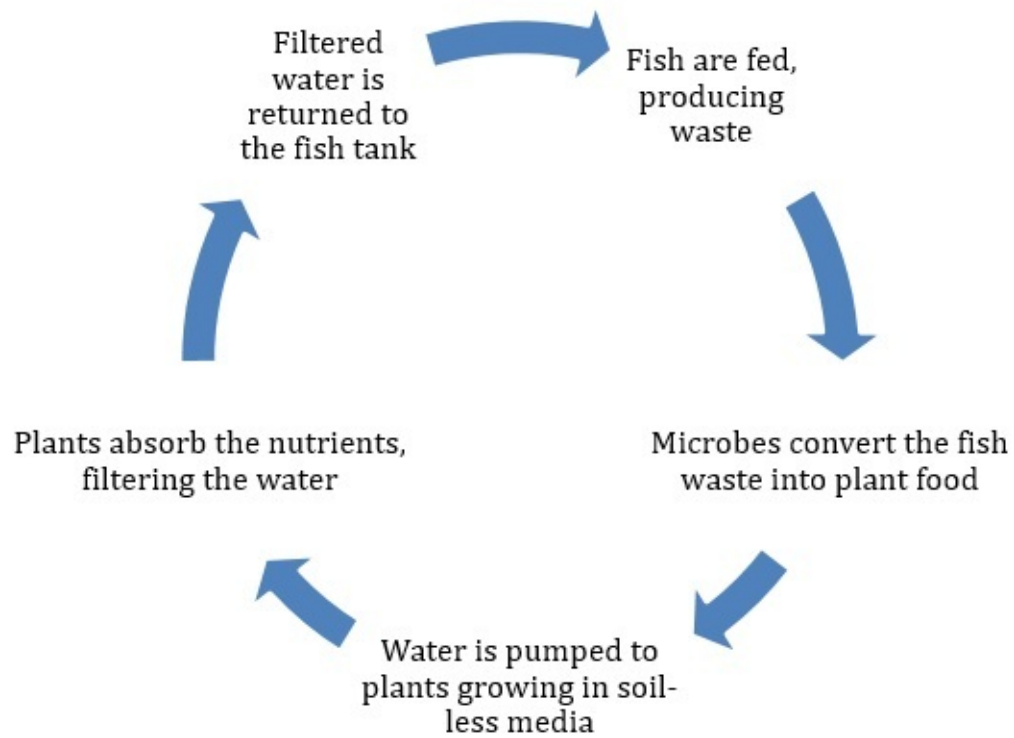 Filtered
water is
returned to
the fish tank
Fish are fed,
producing
waste
Microbes convert the fish
waste into plant food
Water is pumped to
plants growing in soil-
less media
Plants absorb the nutrients,
filtering the water